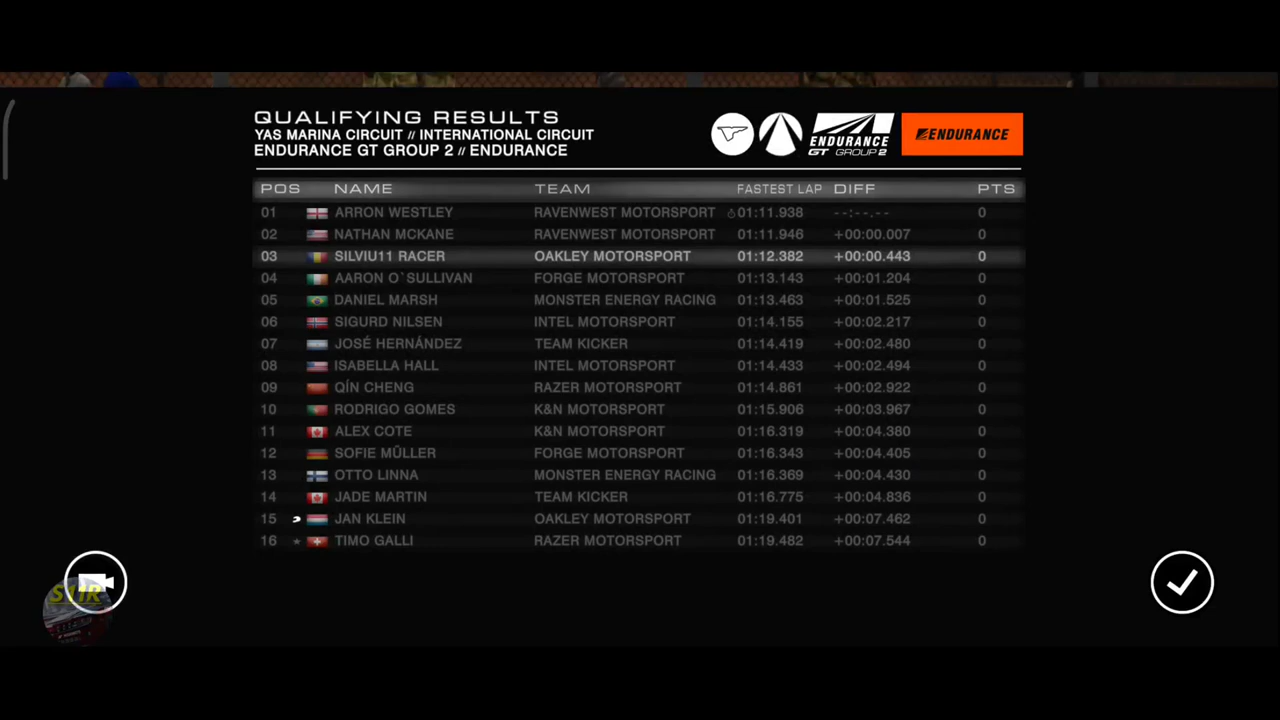 QUALIFYING RESULTS
YAS MARINA CIRCUIT // INTERNATIONAL CIRCUIT
ENDURANCE GT GROUP 2 // ENDURANCE
ENDURANCE
GT GROUP 2
ENDURANCE
POS NAME TEAM FASTEST LAP DIFF PTS
01 ARRON WESTLEY RAVENWEST MOTORSPORT 01:11.938 --:--.-- 0
02 NATHAN MCKANE RAVENWEST MOTORSPORT 01:11.946 +00:00.007 0
03 SILVIU11 RACER OAKLEY MOTORSPORT 01:12.382 +00:00.443 0
04 AARON O`SULLIVAN FORGE MOTORSPORT 01:13.143 +00:01.204 0
05 DANIEL MARSH MONSTER ENERGY RACING 01:13.463 +00:01.525 0
06 SIGURD NILSEN INTEL MOTORSPORT 01:14.155 +00:02.217 0
07 JOSÉ HERNÁNDEZ TEAM KICKER 01:14.419 +00:02.480 0
08 ISABELLA HALL INTEL MOTORSPORT 01:14.433 +00:02.494 0
09 QÍN CHENG RAZER MOTORSPORT 01:14.861 +00:02.922 0
10 RODRIGO GOMES K&N MOTORSPORT 01:15.906 +00:03.967 0
11 ALEX COTE K&N MOTORSPORT 01:16.319 +00:04.380 0
12 SOFIE MŰLLER FORGE MOTORSPORT 01:16.343 +00:04.405 0
13 OTTO LINNA MONSTER ENERGY RACING 01:16.369 +00:04.430 0
14 JADE MARTIN TEAM KICKER 01:16.775 +00:04.836 0
15 JAN KLEIN OAKLEY MOTORSPORT 01:19.401 +00:07.462 0
16 TIMO GALLI RAZER MOTORSPORT 01:19.482 +00:07.544 0
S11R